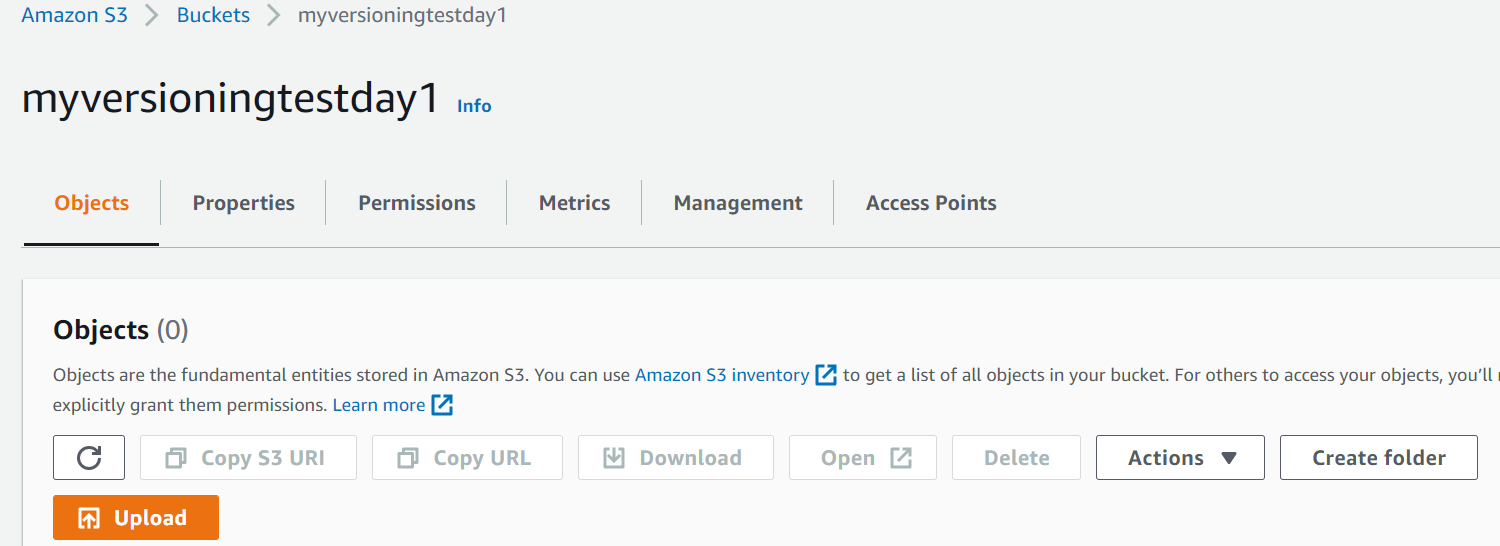 Amazon S3 > Buckets > myversioningtestday1
myversioningtestday1 Info
Objects Properties Permissions Metrics Management Access Points
Objects (0)
Objects are the fundamental entities stored in Amazon S3. You can use Amazon S3 inventory to get a list of all objects in your bucket. For others to access your objects, you'll
explicitly grant them permissions. Learn more
Copy S3 URI Copy URL Download Open Delete Actions Create folder
Upload